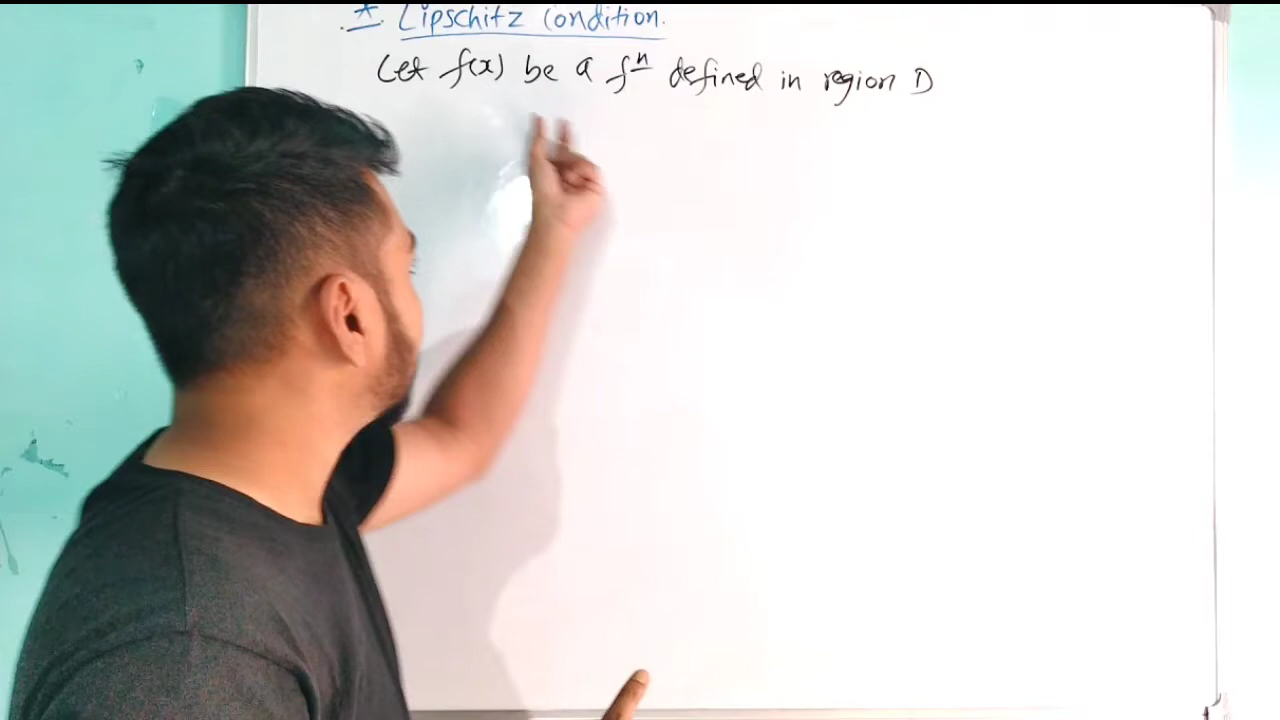 * Lipschitz condition.
Let f(x) be a fⁿ defined in region D